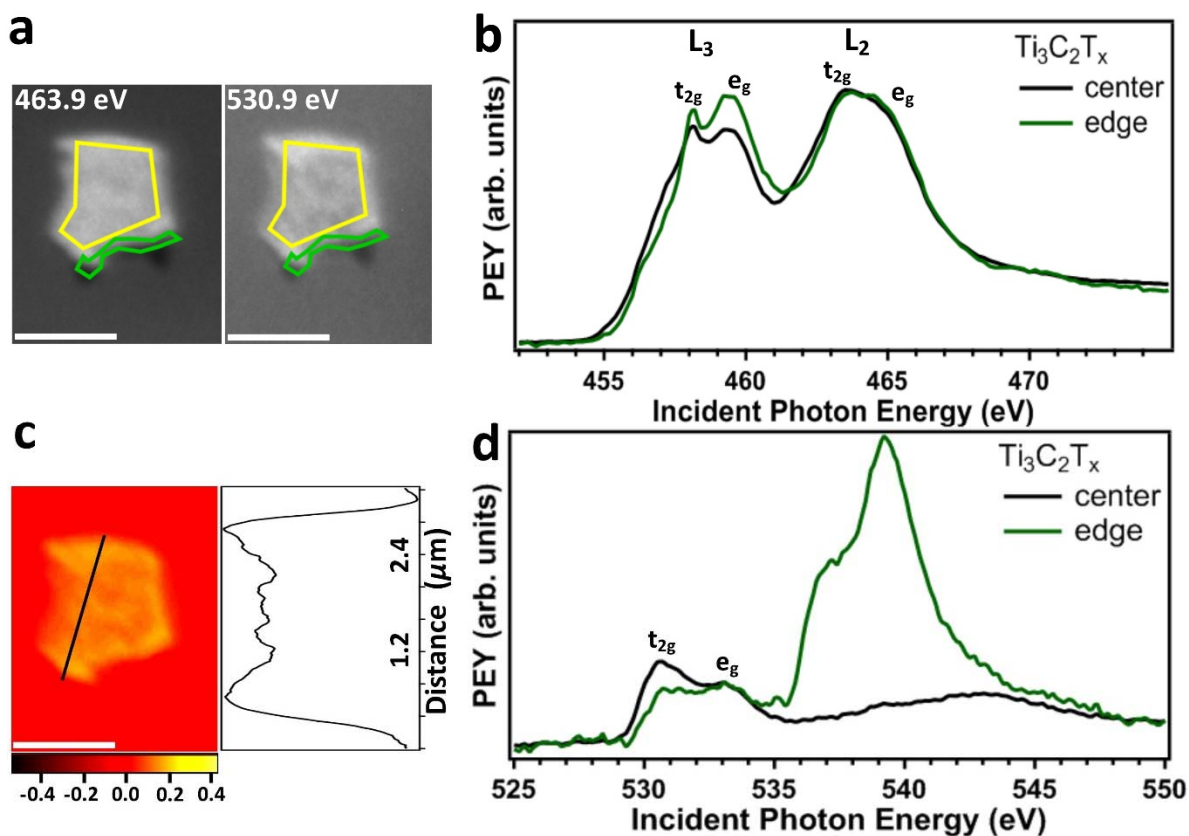 a
463.9 eV
530.9 eV
b
L3
L2
t2g
eg
t2g
eg
Ti3C2Tx
center
edge
PEY (arb. units)
455
460
465
470
Incident Photon Energy (eV)
c
2.4
1.2
Distance (μm)
-0.4 -0.2 0.0 0.2 0.4
d
Ti3C2Tx
center
edge
t2g
eg
PEY (arb. units)
525
530
535
540
545
550
Incident Photon Energy (eV)